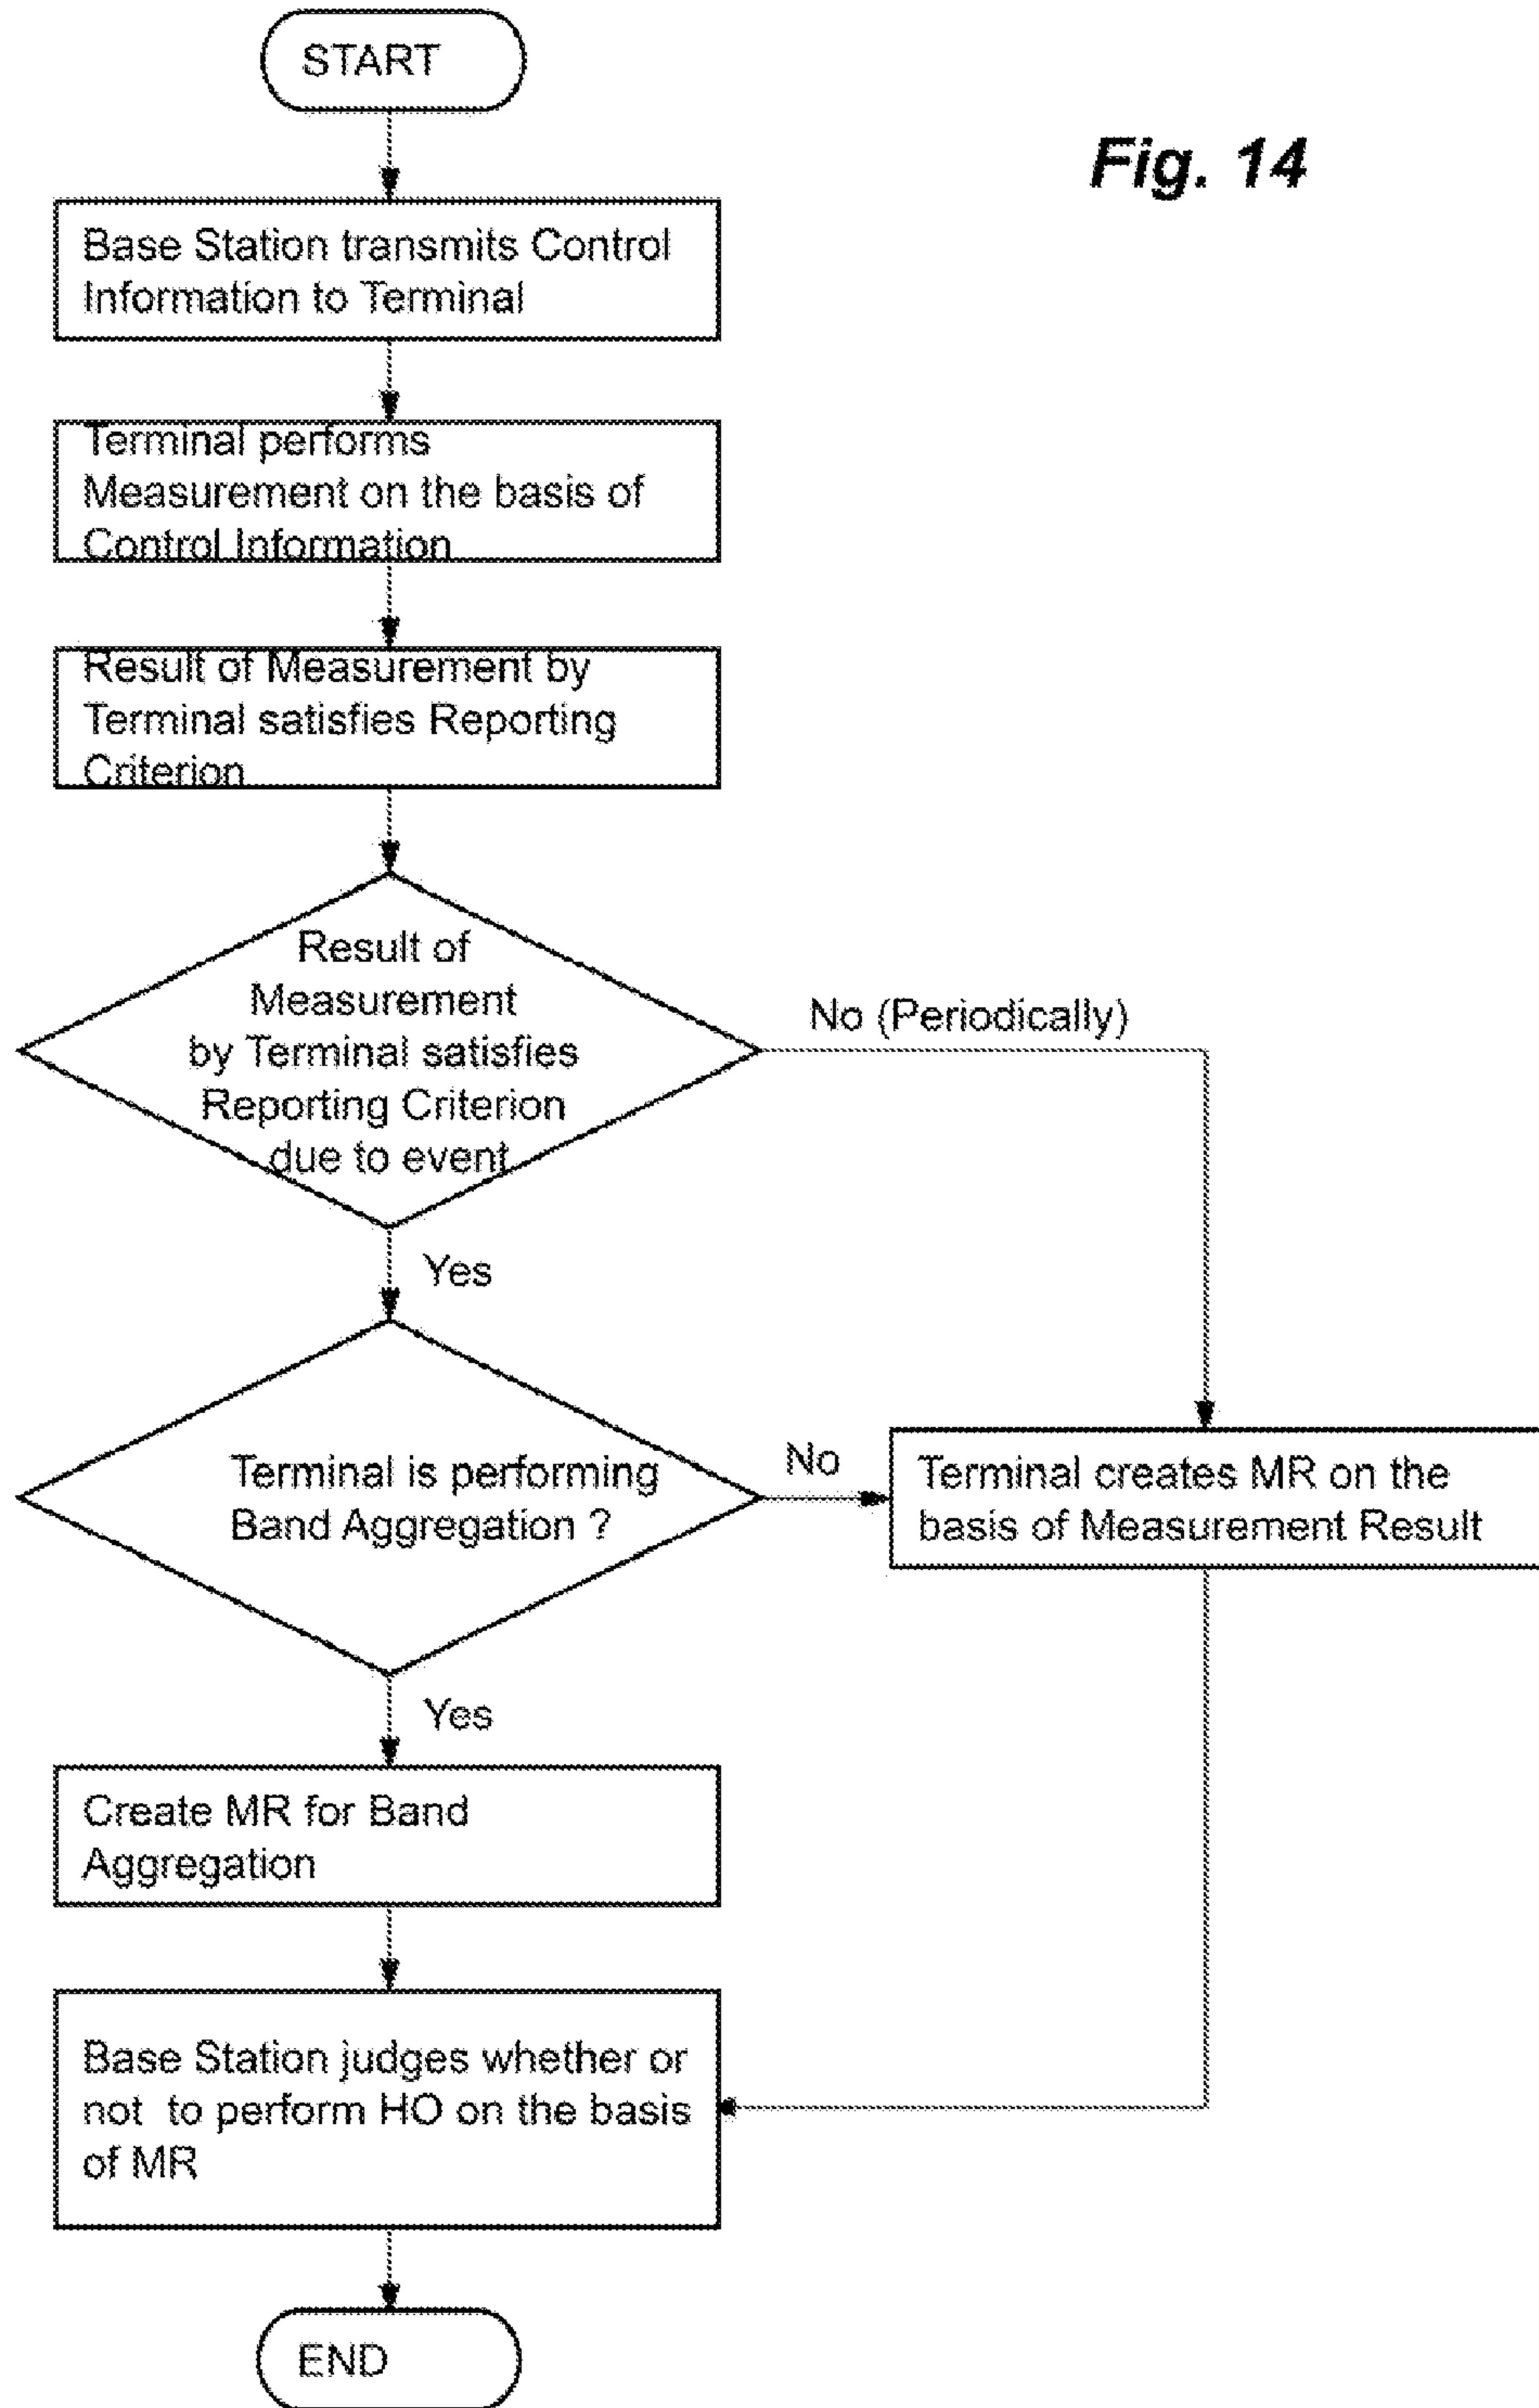 START
Fig. 14
Base Station transmits Control
Information to Terminal
Terminal performs
Measurement on the basis of
Control Information
Result of Measurement by
Terminal satisfies Reporting
Criterion
Result of
Measurement
by Terminal satisfies
Reporting Criterion
due to event
No (Periodically)
Yes
Terminal is performing
Band Aggregation ?
No
Terminal creates MR on the
basis of Measurement Result
Yes
Create MR for Band
Aggregation
Base Station judges whether or
not to perform HO on the basis
of MR
END